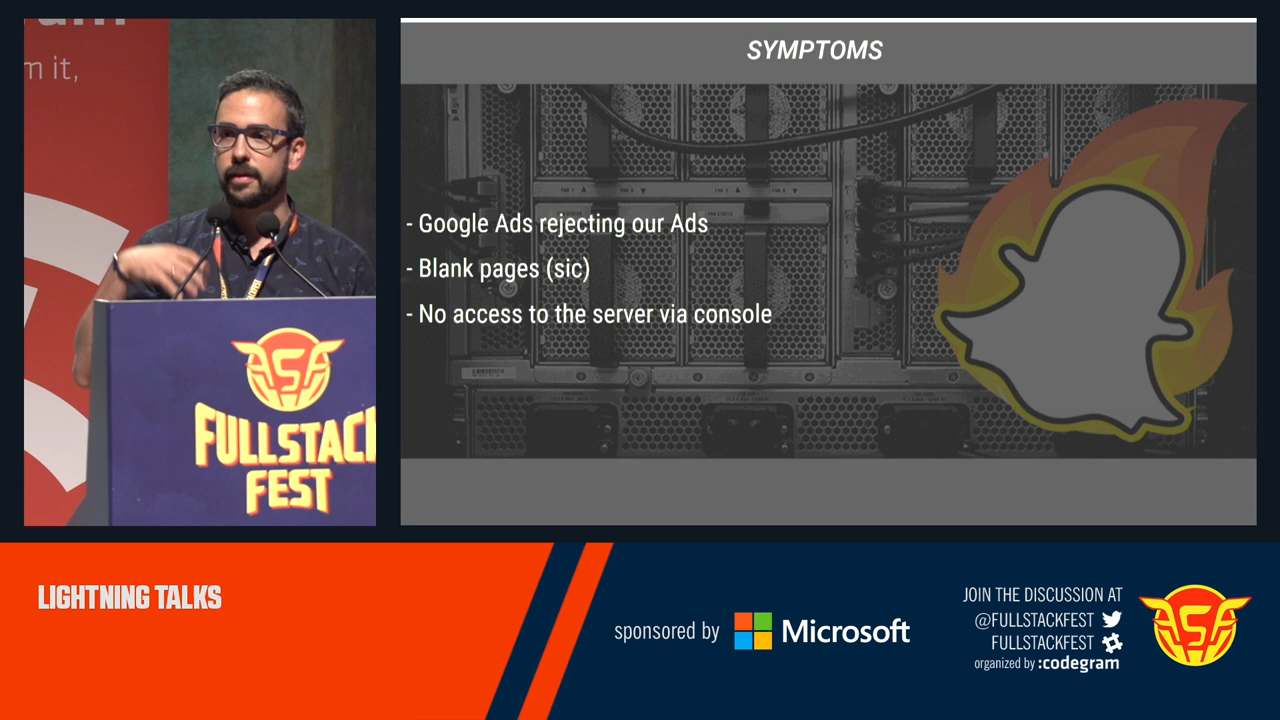 m it,
FULLSTACK
FEST
SYMPTOMS
- Google Ads rejecting our Ads
- Blank pages (sic)
- No access to the server via console
LIGHTNING TALKS
sponsored by Microsoft
JOIN THE DISCUSSION AT
@FULLSTACKFEST
FULLSTACKFEST
organized by :codegram